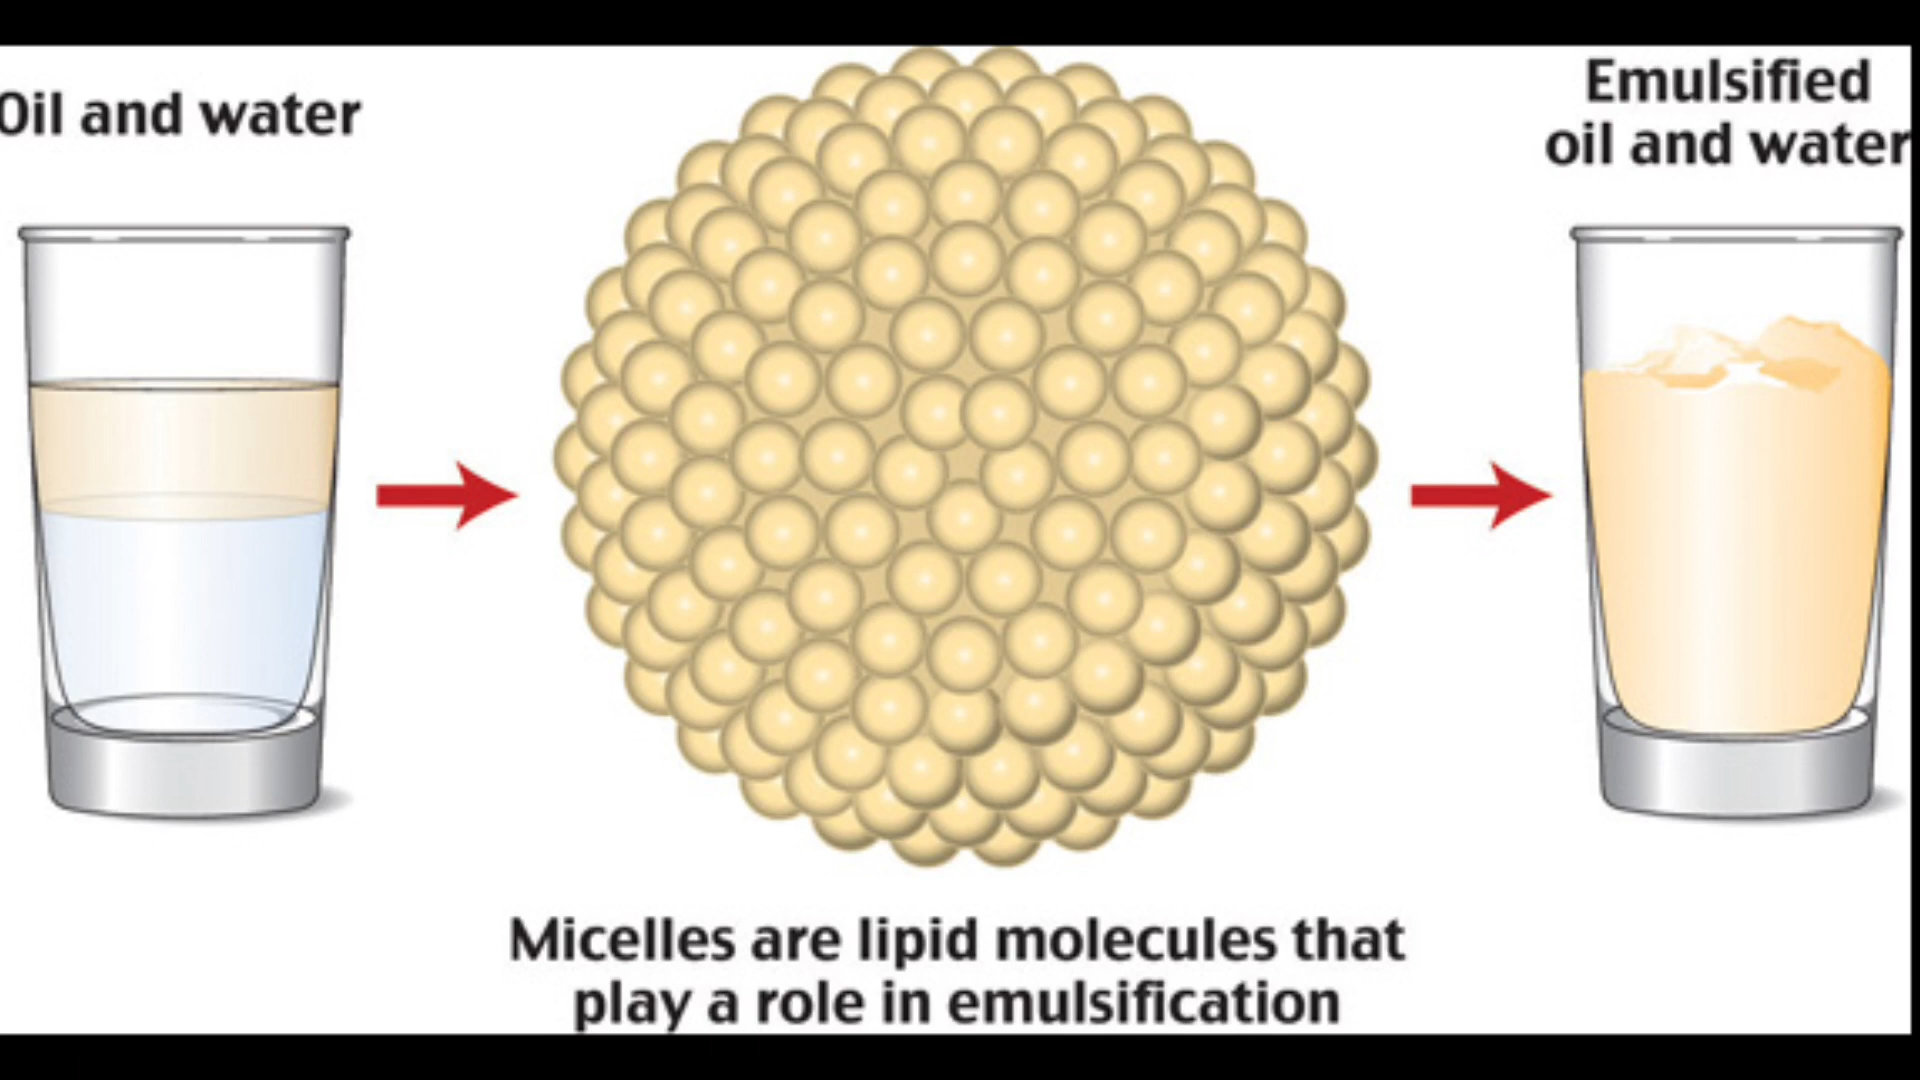 Oil and water
Emulsified
oil and water
Micelles are lipid molecules that
play a role in emulsification